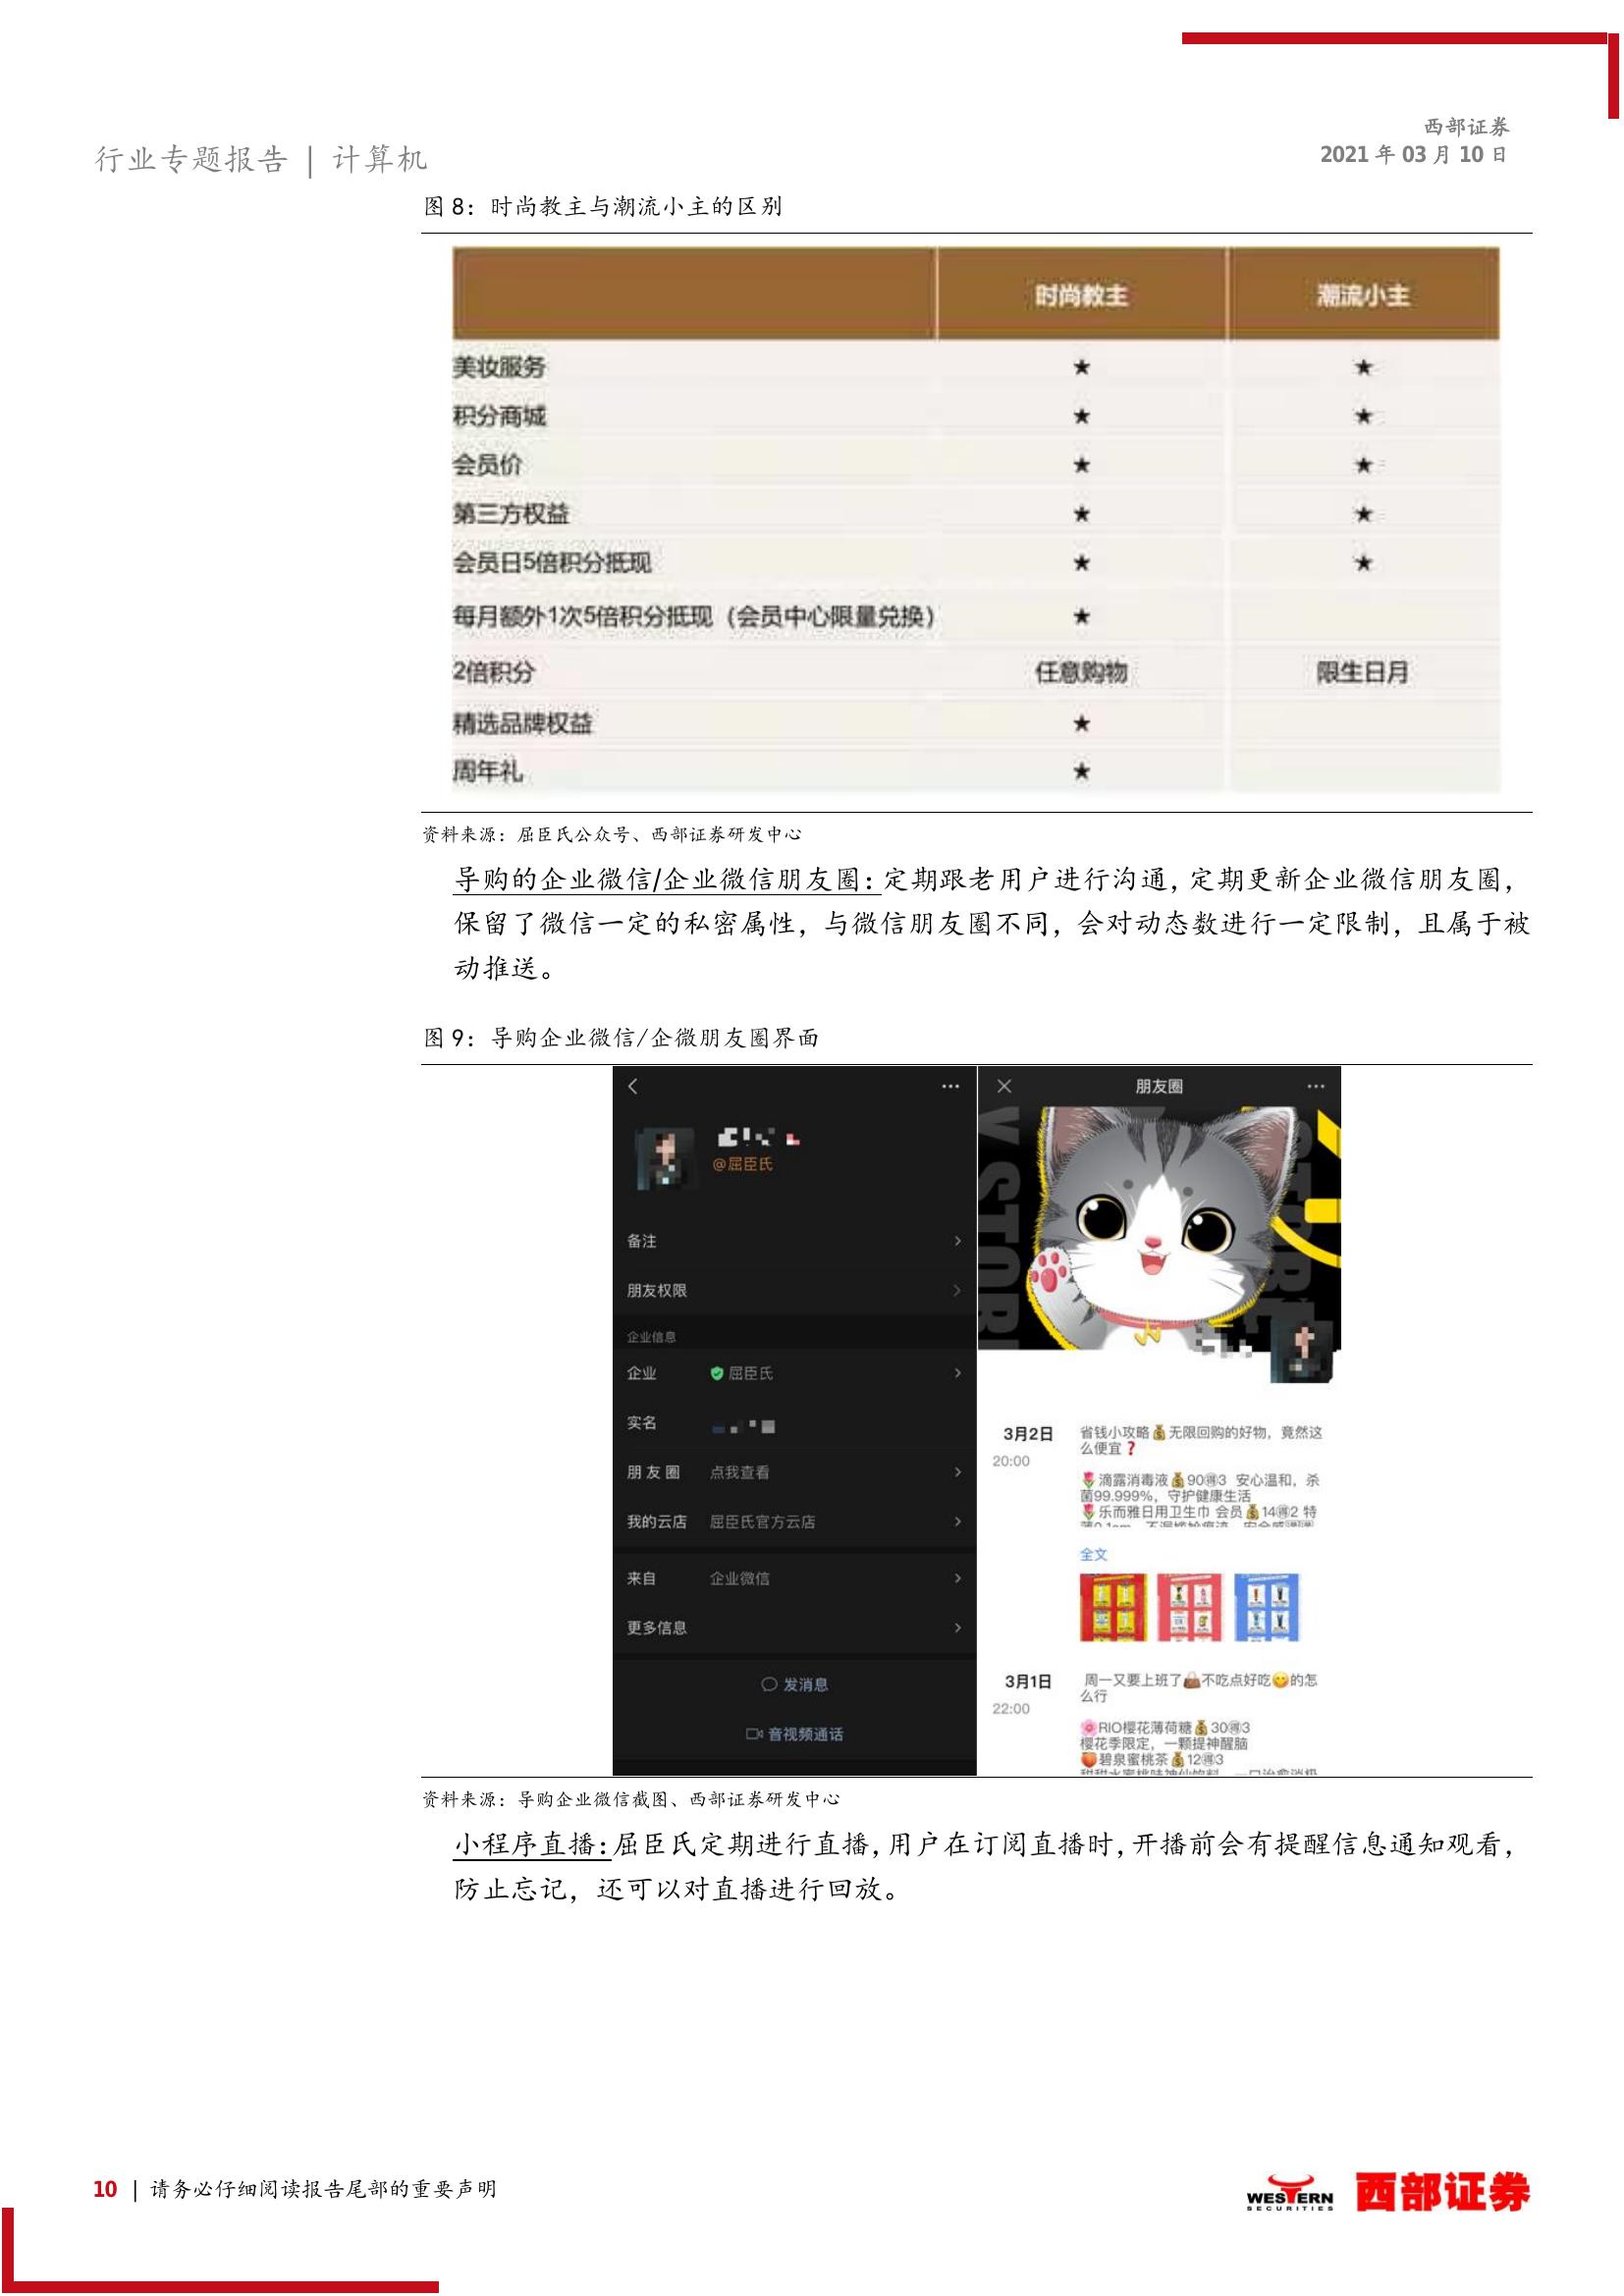 西部证券
行业专题报告 | 计算机
2021 年 03 月 10 日
图 8：时尚教主与潮流小主的区别
时尚教主 潮流小主
美妆服务 ★ ★
积分商城 ★ ★
会员价 ★ ★
第三方权益 ★ ★
会员日5倍积分抵现 ★ ★
每月额外1次5倍积分抵现（会员中心限量兑换） ★
2倍积分 任意购物 限生日月
精选品牌权益 ★
周年礼 ★
资料来源：屈臣氏公众号、西部证券研发中心
导购的企业微信/企业微信朋友圈：定期跟老用户进行沟通，定期更新企业微信朋友圈，
保留了微信一定的私密属性，与微信朋友圈不同，会对动态数进行一定限制，且属于被
动推送。
图 9：导购企业微信/企微朋友圈界面
@屈臣氏
备注
朋友权限
企业信息
企业 屈臣氏
实名
朋友圈 点我查看
我的云店 屈臣氏官方云店
来自 企业微信
更多信息
发消息
音视频通话
朋友圈
3月2日
20:00
省钱小攻略💰无限回购的好物，竟然这
么便宜❓
🌷滴露消毒液💰90🉐3 安心温和，杀
菌99.999%，守护健康生活
🌷乐而雅日用卫生巾 会员💰14🉐2 特
全文
3月1日
22:00
周一又要上班了👜不吃点好吃😋的怎
么行
🌸RIO樱花薄荷糖💰30🉐3
樱花季限定，一颗提神醒脑
🍑碧泉蜜桃茶💰12🉐3
资料来源：导购企业微信截图、西部证券研发中心
小程序直播：屈臣氏定期进行直播，用户在订阅直播时，开播前会有提醒信息通知观看，
防止忘记，还可以对直播进行回放。
10 | 请务必仔细阅读报告尾部的重要声明
WESTERN
SECURITIES
西部证券